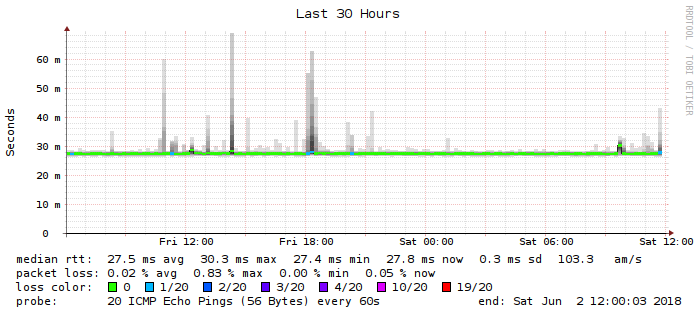 Last 30 Hours
RRDTOOL / TOBI OETIKER
Seconds
60 m
50 m
40 m
30 m
20 m
10 m
0
Fri 12:00 Fri 18:00 Sat 00:00 Sat 06:00 Sat 12:00
median rtt: 27.5 ms avg 30.3 ms max 27.4 ms min 27.8 ms now 0.3 ms sd 103.3 am/s
packet loss: 0.02 % avg 0.83 % max 0.00 % min 0.05 % now
loss color: 0 1/20 2/20 3/20 4/20 10/20 19/20
probe: 20 ICMP Echo Pings (56 Bytes) every 60s end: Sat Jun 2 12:00:03 2018